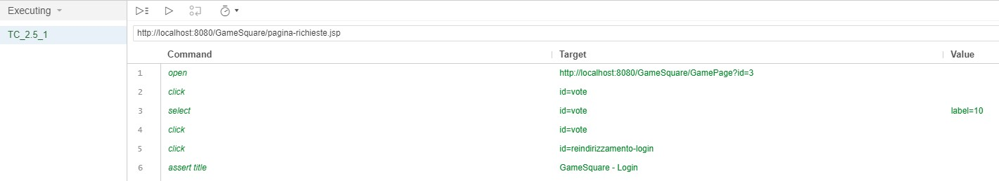 Executing
TC_2.5_1
http://localhost:8080/GameSquare/pagina-richieste.jsp
Command Target Value
1 open http://localhost:8080/GameSquare/GamePage?id=3
2 click id=vote
3 select id=vote label=10
4 click id=vote
5 click id=reindirizzamento-login
6 assert title GameSquare - Login